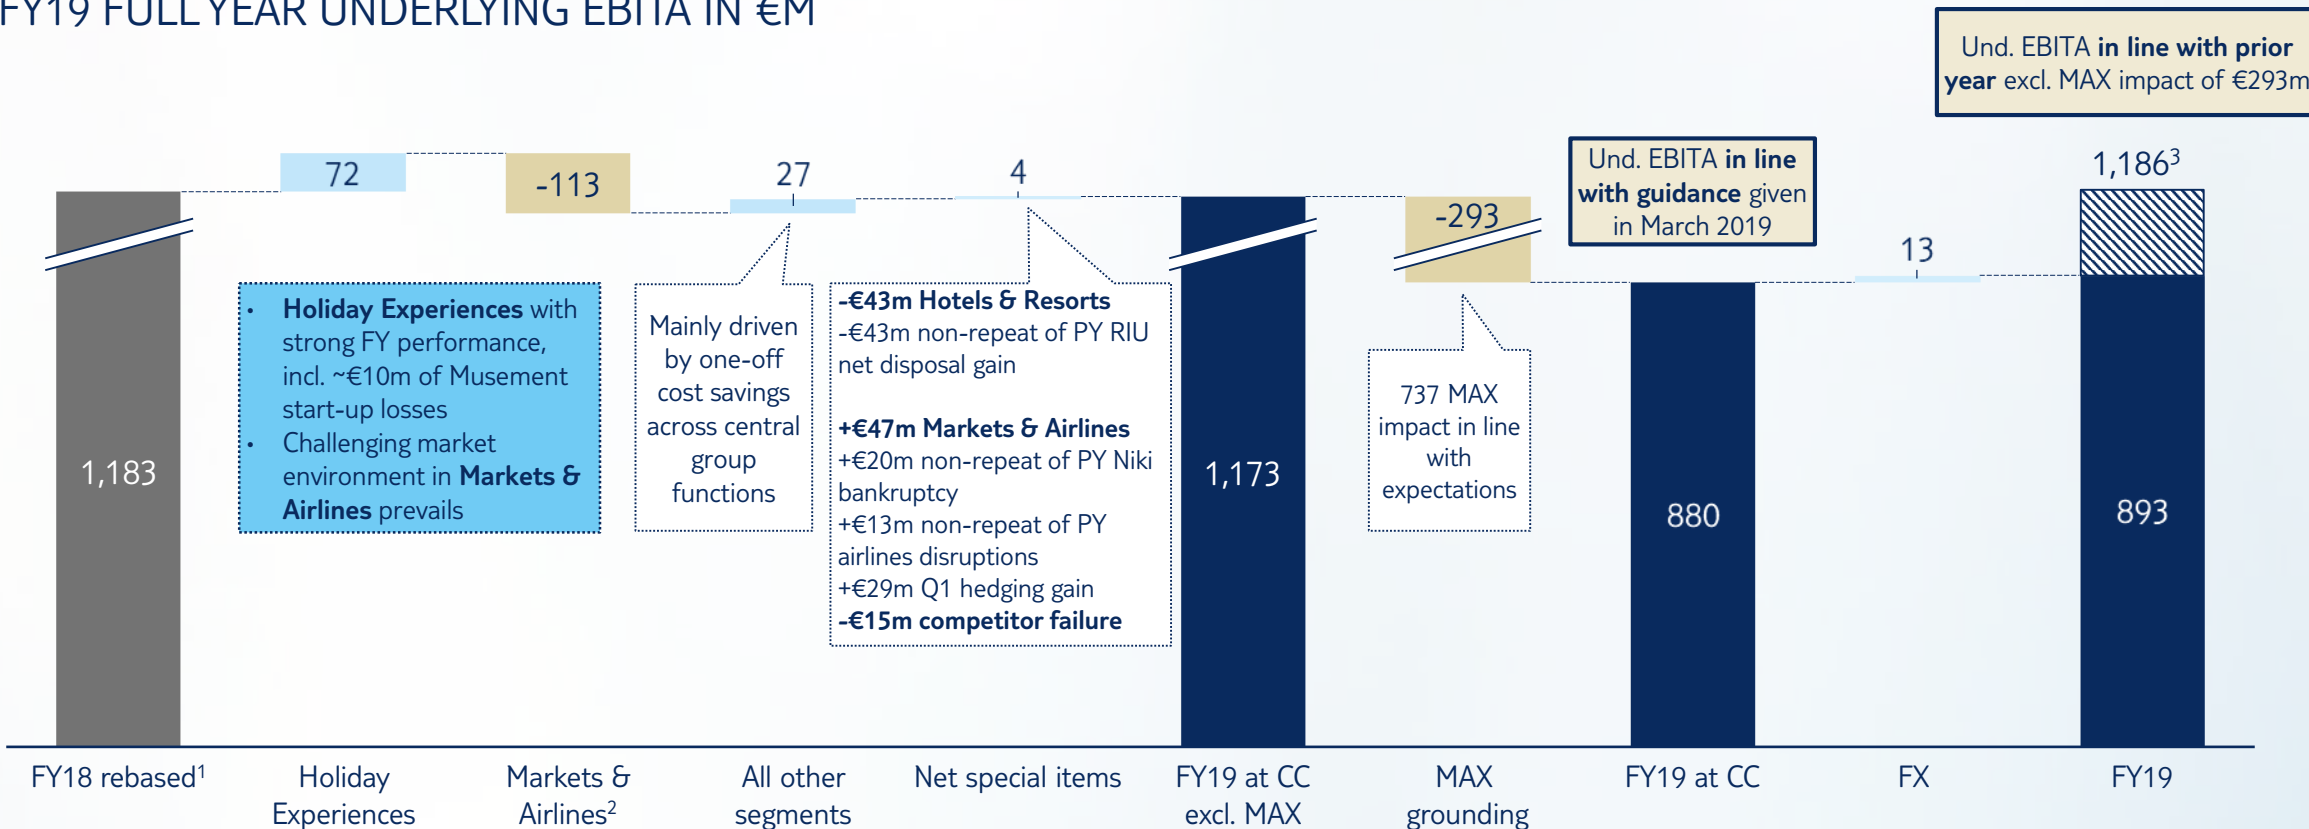 FY19 FULL YEAR UNDERLYING EBITA IN €M
Und. EBITA in line with prior
year excl. MAX impact of €293m
72
-113
27
4
-293
Und. EBITA in line
with guidance given
in March 2019
13
1,186³
1,183
• Holiday Experiences with
strong FY performance,
incl. ~€10m of Musement
start-up losses
• Challenging market
environment in Markets &
Airlines prevails
Mainly driven
by one-off
cost savings
across central
group
functions
-€43m Hotels & Resorts
-€43m non-repeat of PY RIU
net disposal gain
+€47m Markets & Airlines
+€20m non-repeat of PY Niki
bankruptcy
+€13m non-repeat of PY
airlines disruptions
+€29m Q1 hedging gain
-€15m competitor failure
1,173
737 MAX
impact in line
with
expectations
880
893
FY18 rebased¹
Holiday
Experiences
Markets &
Airlines²
All other
segments
Net special items
FY19 at CC
excl. MAX
MAX
grounding
FY19 at CC
FX
FY19